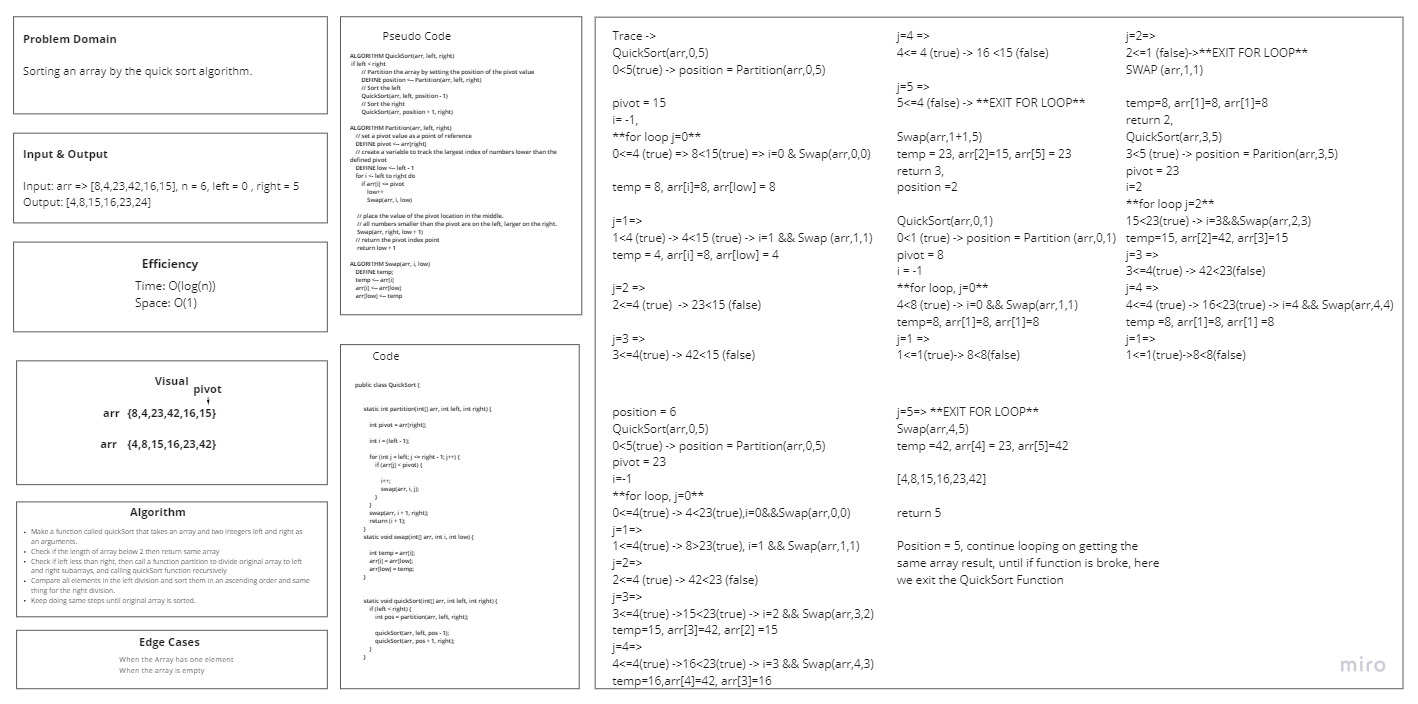 Problem Domain
Sorting an array by the quick sort algorithm.
Input & Output
Input: arr => [8,4,23,42,16,15], n = 6, left = 0 , right = 5
Output: [4,8,15,16,23,24]
Efficiency
Time: O(log(n))
Space: O(1)
Visual
pivot
arr {8,4,23,42,16,15}
arr {4,8,15,16,23,42}
Algorithm
• Make a function called quickSort that takes an array and two integers left and right as
an arguments.
• Check if the length of array below 2 then return same array
• Check if left less than right, then call a function partition to divide original array to left
and right subarrays, and calling quickSort function recursively
• Compare all elements in the left division and sort them in an ascending order and same
thing for the right division.
• Keep doing same steps until original array is sorted.
Edge Cases
When the Array has one element
When the array is empty
Pseudo Code
ALGORITHM QuickSort(arr, left, right)
if left < right
// Partition the array by setting the position of the pivot value
DEFINE position <-- Partition(arr, left, right)
// Sort the left
QuickSort(arr, left, position - 1)
// Sort the right
QuickSort(arr, position + 1, right)
ALGORITHM Partition(arr, left, right)
// set a pivot value as a point of reference
DEFINE pivot <-- arr[right]
// create a variable to track the largest index of numbers lower than the
defined pivot
DEFINE low <-- left - 1
for i <- left to right do
if arr[i] <= pivot
low++
Swap(arr, i, low)
// place the value of the pivot location in the middle.
// all numbers smaller than the pivot are on the left, larger on the right.
Swap(arr, right, low + 1)
// return the pivot index point
return low + 1
ALGORITHM Swap(arr, i, low)
DEFINE temp;
temp <-- arr[i]
arr[i] <-- arr[low]
arr[low] <-- temp
Code
public class QuickSort {
static int partition(int[] arr, int left, int right) {
int pivot = arr[right];
int i = (left - 1);
for (int j = left; j <= right - 1; j++) {
if (arr[j] < pivot) {
i++;
swap(arr, i, j);
}
}
swap(arr, i + 1, right);
return (i + 1);
}
static void swap(int[] arr, int i, int low) {
int temp = arr[i];
arr[i] = arr[low];
arr[low] = temp;
}
static void quickSort(int[] arr, int left, int right) {
if (left < right) {
int pos = partition(arr, left, right);
quickSort(arr, left, pos - 1);
quickSort(arr, pos + 1, right);
}
}
Trace ->
QuickSort(arr,0,5)
0<5(true) -> position = Partition(arr,0,5)
pivot = 15
i= -1,
**for loop j=0**
0<=4 (true) => 8<15(true) => i=0 & Swap(arr,0,0)
temp = 8, arr[i]=8, arr[low] = 8
j=1=>
1<4 (true) -> 4<15 (true) -> i=1 && Swap (arr,1,1)
temp = 4, arr[i] =8, arr[low] = 4
j=2 =>
2<=4 (true) -> 23<15 (false)
j=3 =>
3<=4(true) -> 42<15 (false)
position = 6
QuickSort(arr,0,5)
0<5(true) -> position = Partition(arr,0,5)
pivot = 23
i=-1
**for loop, j=0**
0<=4(true) -> 4<23(true),i=0&&Swap(arr,0,0)
j=1=>
1<=4(true) -> 8>23(true), i=1 && Swap(arr,1,1)
j=2=>
2<=4 (true) -> 42<23 (false)
j=3=>
3<=4(true) ->15<23(true) -> i=2 && Swap(arr,3,2)
temp=15, arr[3]=42, arr[2] =15
j=4=>
4<=4(true) ->16<23(true) -> i=3 && Swap(arr,4,3)
temp=16,arr[4]=42, arr[3]=16
j=4 =>
4<= 4 (true) -> 16 <15 (false)
j=5 =>
5<=4 (false) -> **EXIT FOR LOOP**
Swap(arr,1+1,5)
temp = 23, arr[2]=15, arr[5] = 23
return 3,
position =2
QuickSort(arr,0,1)
0<1 (true) -> position = Partition (arr,0,1)
pivot = 8
i = -1
**for loop, j=0**
4<8 (true) -> i=0 && Swap(arr,1,1)
temp=8, arr[1]=8, arr[1]=8
j=1 =>
1<=1(true)-> 8<8(false)
j=5=> **EXIT FOR LOOP**
Swap(arr,4,5)
temp =42, arr[4] = 23, arr[5]=42
[4,8,15,16,23,42]
return 5
Position = 5, continue looping on getting the
same array result, until if function is broke, here
we exit the QuickSort Function
j=2=>
2<=1 (false)->**EXIT FOR LOOP**
SWAP (arr,1,1)
temp=8, arr[1]=8, arr[1]=8
return 2,
QuickSort(arr,3,5)
3<5 (true) -> position = Parition(arr,3,5)
pivot = 23
i=2
**for loop j=2**
15<23(true) -> i=3&&Swap(arr,2,3)
temp=15, arr[2]=42, arr[3]=15
j=3 =>
3<=4(true) -> 42<23(false)
j=4 =>
4<=4 (true) -> 16<23(true) -> i=4 && Swap(arr,4,4)
temp =8, arr[1]=8, arr[1] =8
j=1=>
1<=1(true)->8<8(false)
miro